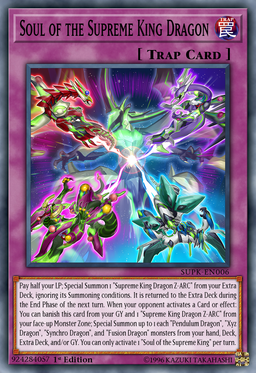 Soul of the Supreme King Dragon
TRAP
罠
[ Trap Card ]
SUPK-EN006
Pay half your LP; Special Summon 1 "Supreme King Dragon Z-ARC" from your Extra
Deck, ignoring its Summoning conditions. It is returned to the Extra Deck during
the End Phase of the next turn. When your opponent activates a Card or effect:
You can banish this card from your GY and 1 "Supreme King Dragon Z-ARC" from
your face-up Monster Zone; Special Summon up to 1 each "Pendulum Dragon", "Xyz
Dragon", "Synchro Dragon", and "Fusion Dragon" monsters from your hand, Deck,
Extra Deck, and/or GY. You can only activate 1 "Soul of the Supreme King" per turn.
924284057
1st Edition
©1996 KAZUKI TAKAHASHI